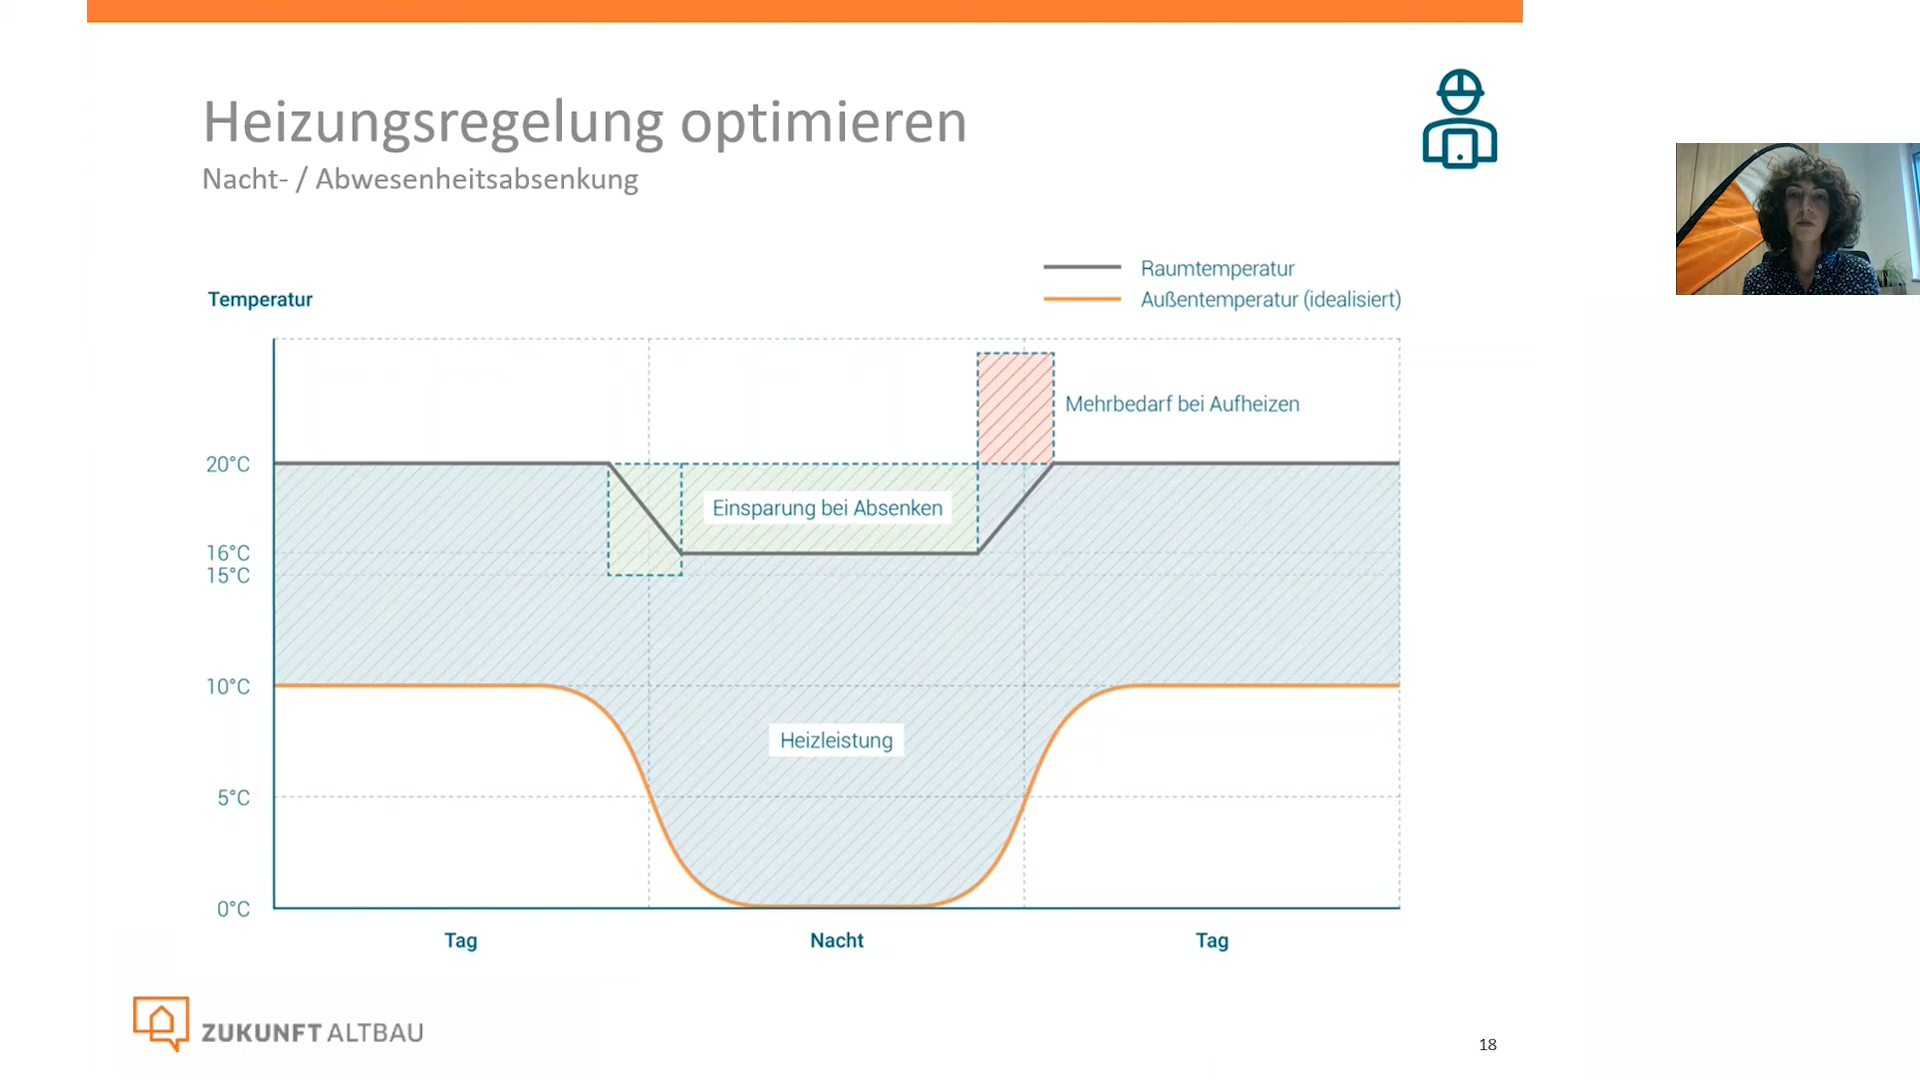 Heizungsregelung optimieren
Nacht- / Abwesenheitsabsenkung
Raumtemperatur
Außentemperatur (idealisiert)
Temperatur
Mehrbedarf bei Aufheizen
20°C
Einsparung bei Absenken
16°C
15°C
10°C
Heizleistung
5°C
0°C
Tag
Nacht
Tag
ZUKUNFT ALTBAU
18